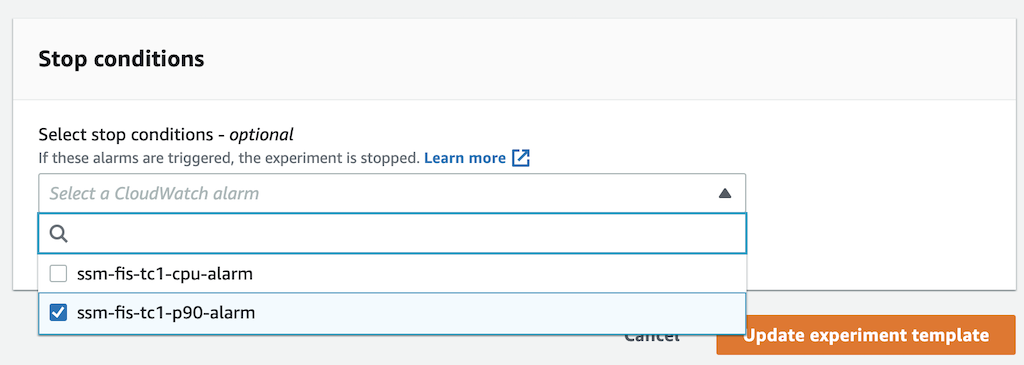 Stop conditions
Select stop conditions - optional
If these alarms are triggered, the experiment is stopped. Learn more
Select a CloudWatch alarm
ssm-fis-tc1-cpu-alarm
ssm-fis-tc1-p90-alarm
Cancel
Update experiment template